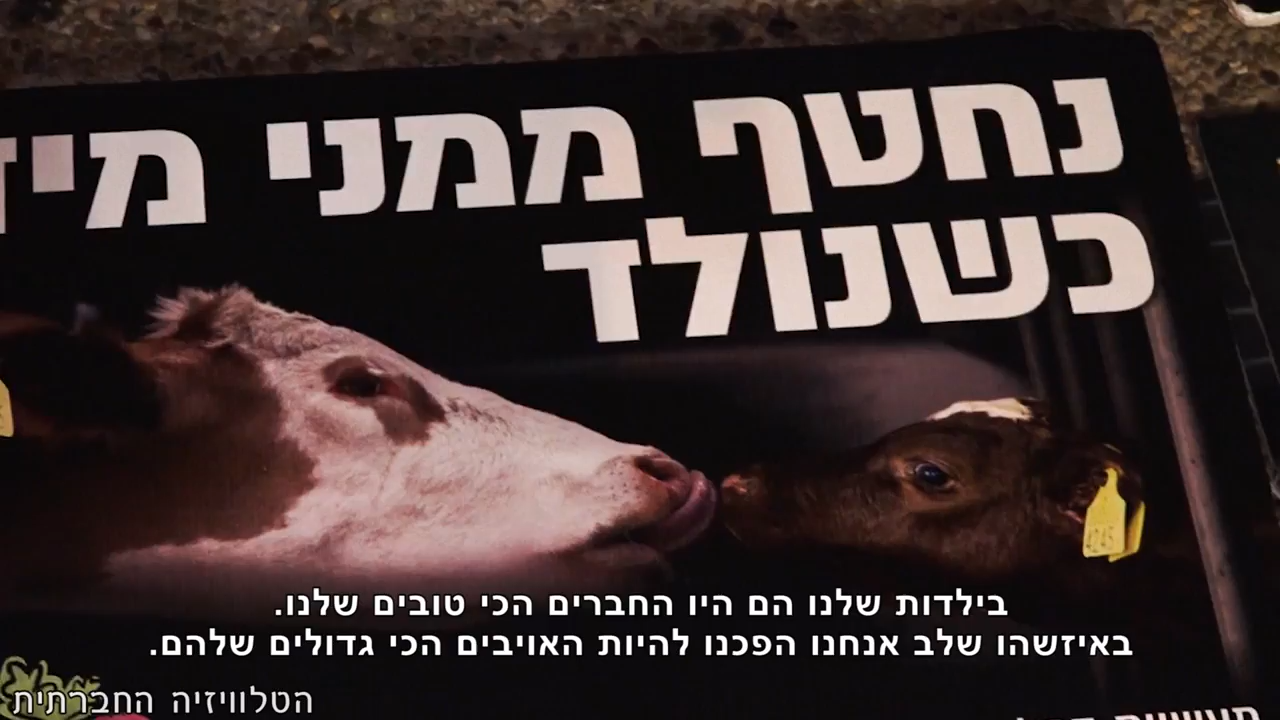 נחטף ממני
כשנולד
בילדות שלנו הם היו החברים הכי טובים שלנו.
באיזשהו שלב אנחנו הפכנו להיות האויבים הכי גדולים שלהם.
הטלוויזיה החברתית
4245